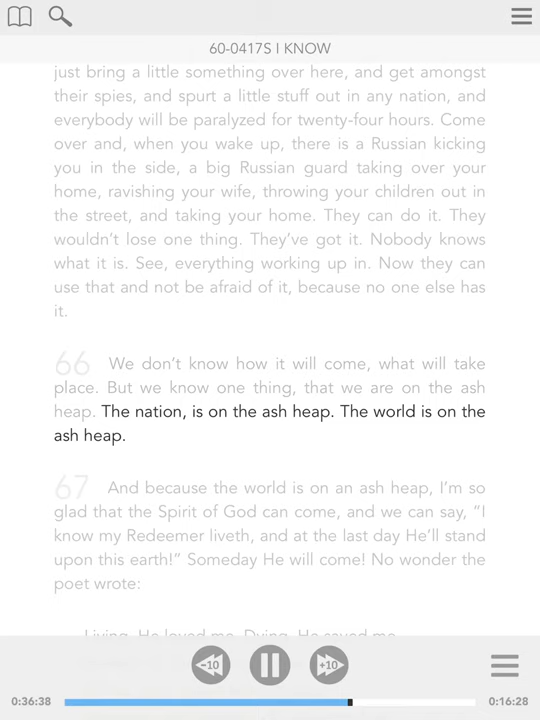 60-0417S I KNOW
just bring a little something over here, and get amongst
their spies, and spurt a little stuff out in any nation, and
everybody will be paralyzed for twenty-four hours. Come
over and, when you wake up, there is a Russian kicking
you in the side, a big Russian guard taking over your
home, ravishing your wife, throwing your children out in
the street, and taking your home. They can do it. They
wouldn’t lose one thing. They’ve got it. Nobody knows
what it is. See, everything working up in. Now they can
use that and not be afraid of it, because no one else has
it.
66 We don’t know how it will come, what will take
place. But we know one thing, that we are on the ash
heap. The nation, is on the ash heap. The world is on the
ash heap.
67 And because the world is on an ash heap, I’m so
glad that the Spirit of God can come, and we can say, “I
know my Redeemer liveth, and at the last day He’ll stand
upon this earth!” Someday He will come! No wonder the
poet wrote:
Living, He loved me. Dying, He saved me.
-10
+10
0:36:38
0:16:28